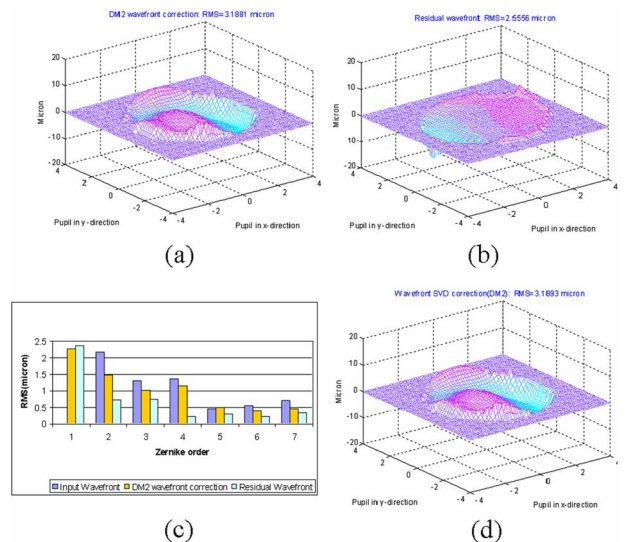 DM2 wavefront correction: RMS=3.1881 micron
20
10
0
-10
-20
Micron
4
2
0
-2
-4
Pupil in y-direction
-4
-2
0
2
4
Pupil in x-direction
(a)
Residual wavefront: RMS=2.5556 micron
20
10
0
-10
20
Micron
4
2
0
-2
-4
Pupil in y-direction
-4
-2
0
2
4
Pupil in x-direction
(b)
2.5
2
1.5
1
0.5
0
RMS(micron)
1 2 3 4 5 6 7
Zernike order
Input Wavefront DM2 wavefront correction Residual Wavefront
(c)
Wavefront SVD correction(DM2): RMS=3.1893 micron
20
10
0
-10
-20
Micron
4
2
0
-2
-4
Pupil in y-direction
-4
-2
0
2
4
Pupil in x-direction
(d)